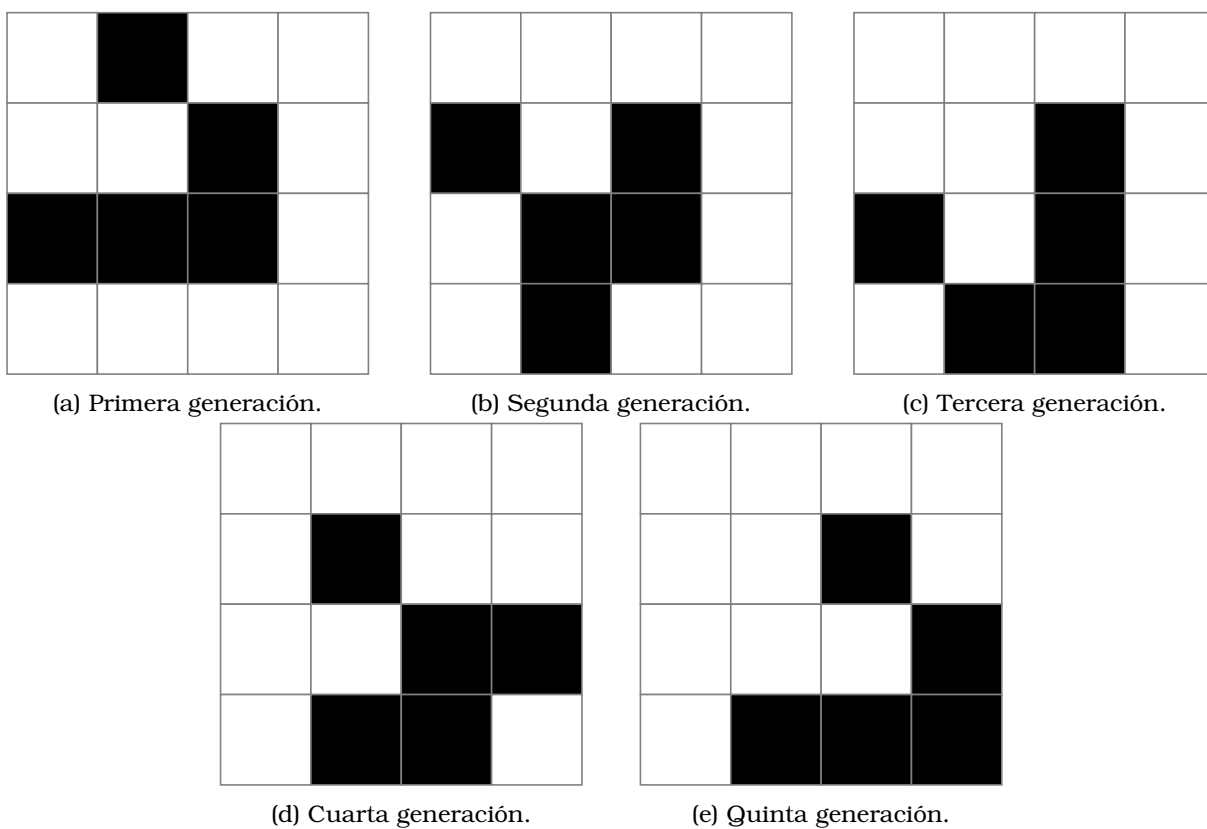 (a) Primera generación.
(b) Segunda generación.
(c) Tercera generación.
(d) Cuarta generación.
(e) Quinta generación.